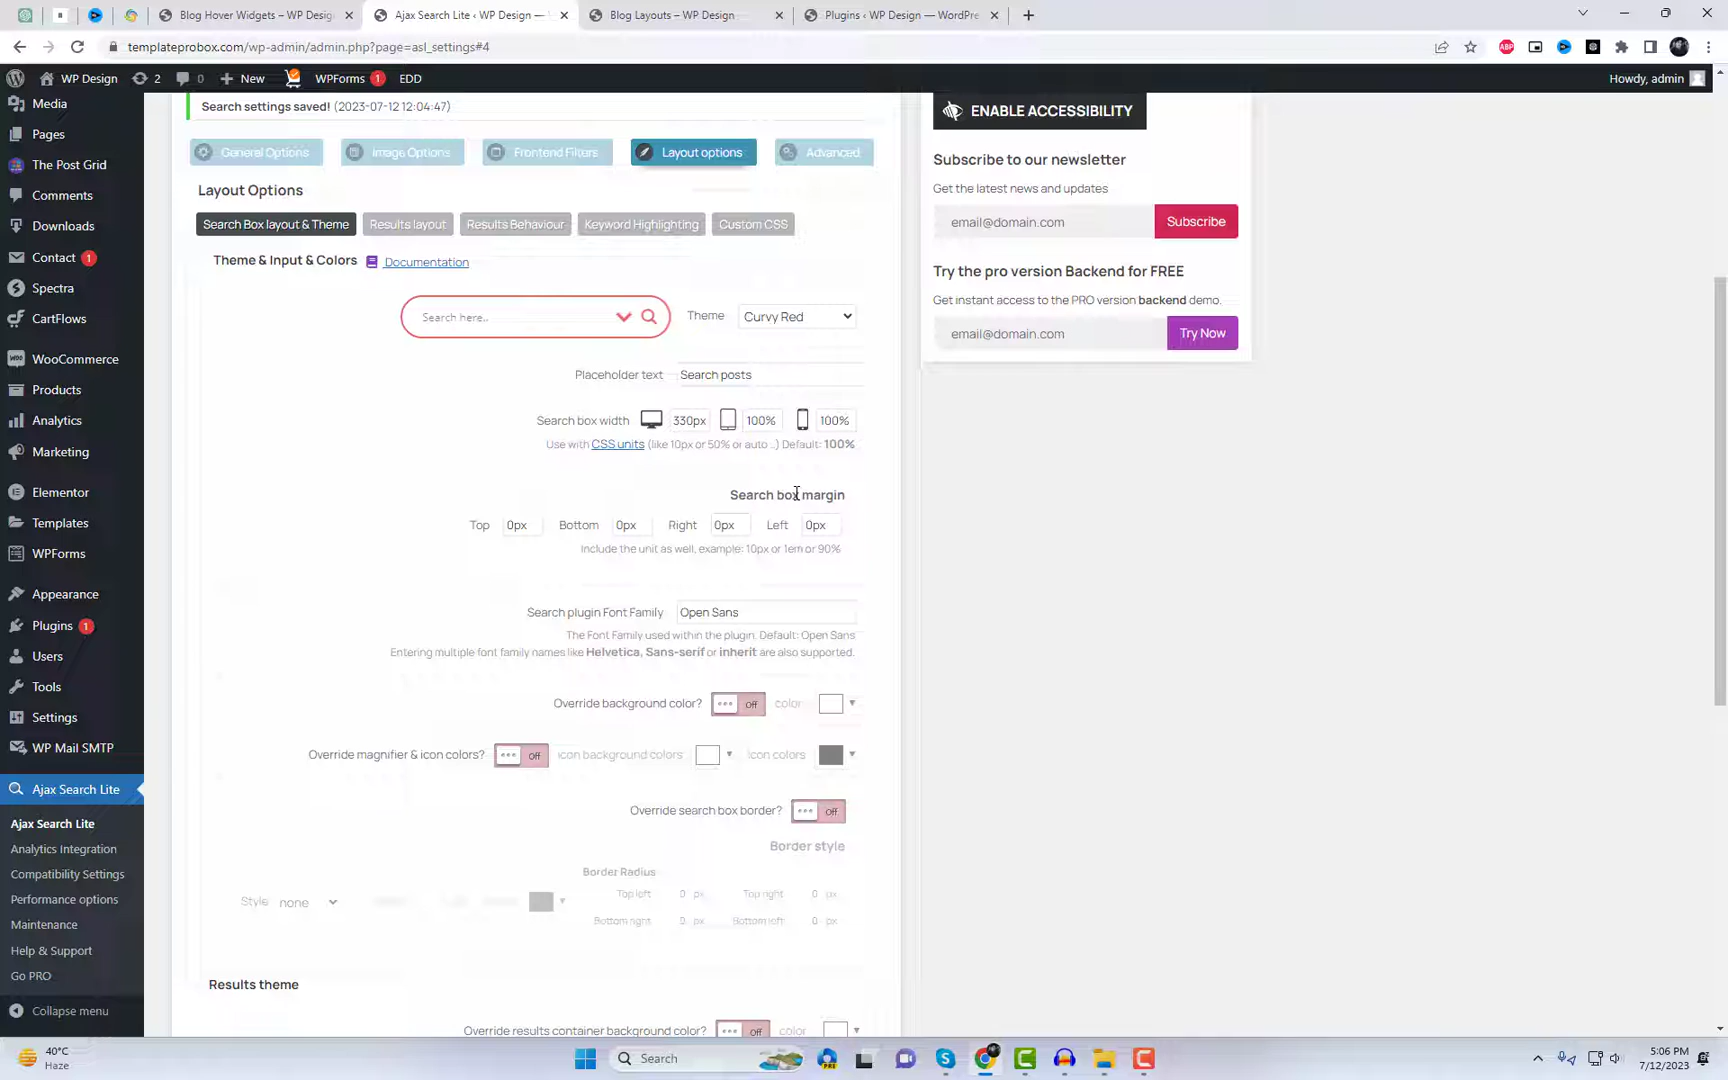 Blog Hover Widgets – WP Desig
Ajax Search Lite ‹ WP Design —
Blog Layouts – WP Design
Plugins ‹ WP Design — WordPre
templateprobox.com/wp-admin/admin.php?page=asl_settings#4
ABP
WP Design 2 0 New WPForms 1 EDD Howdy, admin
Media
Pages
The Post Grid
Comments
Downloads
Contact 1
Spectra
CartFlows
WooCommerce
Products
Analytics
Marketing
Elementor
Templates
WPForms
Appearance
Plugins 1
Users
Tools
Settings
WP Mail SMTP
Ajax Search Lite
Ajax Search Lite
Analytics Integration
Compatibility Settings
Performance options
Maintenance
Help & Support
Go PRO
Collapse menu
Search settings saved! (2023-07-12 12:04:47)
General Options Image Options Frontend Filters Layout options Advanced
Layout Options
Search Box layout & Theme Results layout Results Behaviour Keyword Highlighting Custom CSS
Theme & Input & Colors Documentation
Search here.. Theme Curvy Red
Placeholder text Search posts
Search box width 330px 100% 100%
Use with CSS units (like 10px or 50% or auto ..) Default: 100%
Search box margin
Top 0px Bottom 0px Right 0px Left 0px
Include the unit as well, example: 10px or 1em or 90%
Search plugin Font Family Open Sans
The Font Family used within the plugin. Default: Open Sans
Entering multiple font family names like Helvetica, Sans-serif or inherit are also supported.
Override background color? Off color
Override magnifier & icon colors? Off Icon background colors Icon colors
Override search box border? Off
Border style
Border Radius
Style none
Top left 0 px Top right 0 px
Bottom right 0 px Bottom left 0 px
Results theme
Override results container background color? Off color
ENABLE ACCESSIBILITY
Subscribe to our newsletter
Get the latest news and updates
email@domain.com Subscribe
Try the pro version Backend for FREE
Get instant access to the PRO version backend demo.
email@domain.com Try Now
40°C
Haze
Search
PRE
5:06 PM
7/12/2023